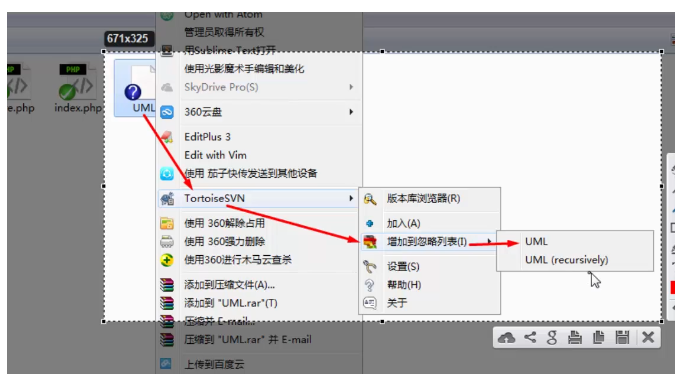 Open with Atom
管理员取得所有权
671x325
用Sublime Text打开
使用光影魔术手编辑和美化
SkyDrive Pro(S)
PHP
PHP
e.php
index.php
UML
360云盘
EditPlus 3
Edit with Vim
使用 茄子快传发送到其他设备
TortoiseSVN
版本库浏览器(R)
使用 360解除占用
加入(A)
使用 360强力删除
增加到忽略列表(I)
UML
使用360进行木马云查杀
设置(S)
UML (recursively)
添加到压缩文件(A)...
帮助(H)
添加到 "UML.rar"(T)
关于
压缩并 E-mail...
压缩到 "UML.rar" 并 E-mail
上传到百度云